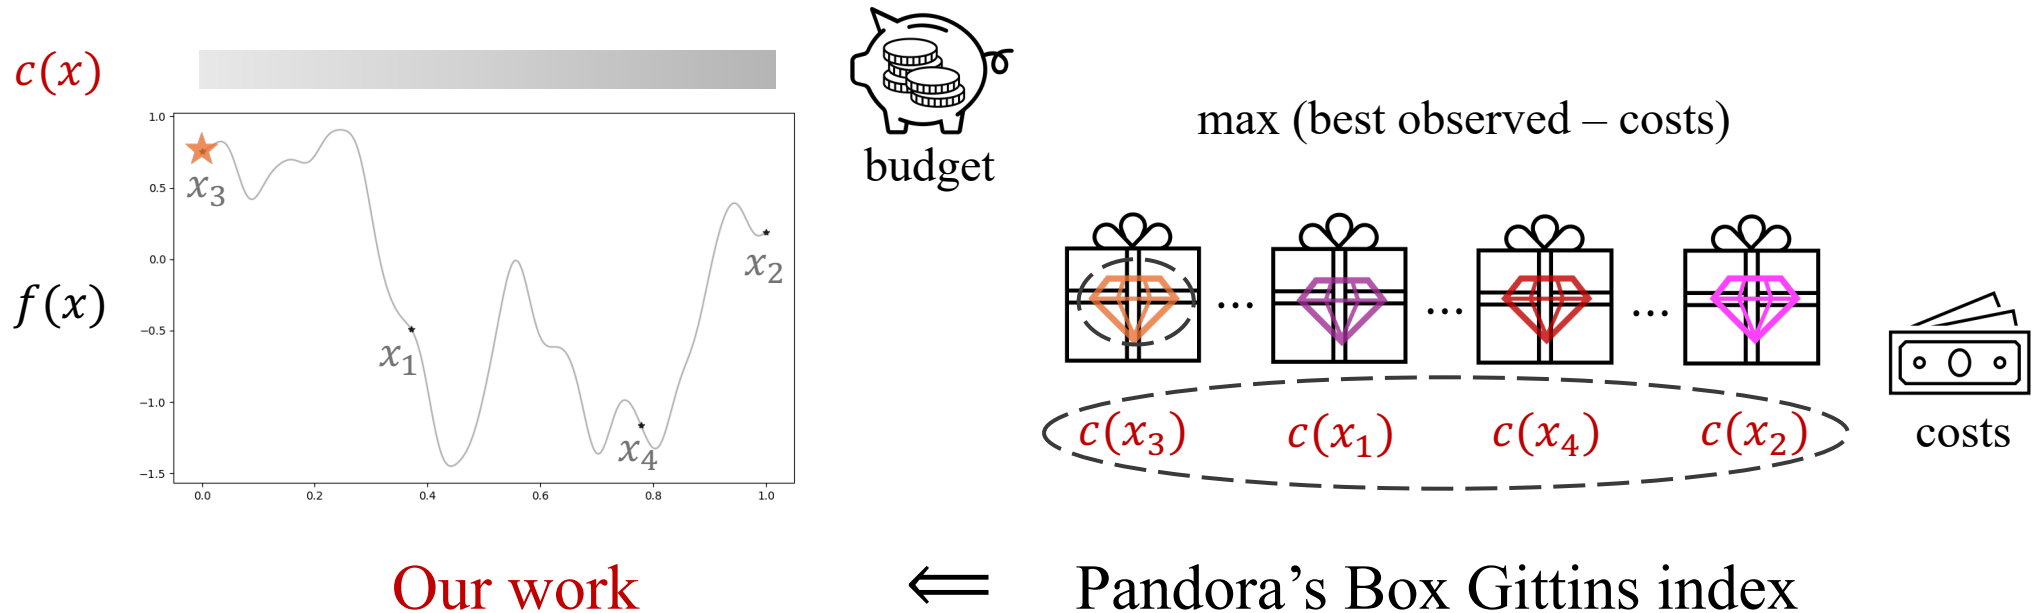 c(x)
budget
max (best observed – costs)
1.0
0.5
0.0
−0.5
−1.0
−1.5
f(x)
x₃
x₂
x₁
x₄
0.0 0.2 0.4 0.6 0.8 1.0
... ... ...
c(x₃) c(x₁) c(x₄) c(x₂)
costs
Our work ⟸ Pandora’s Box Gittins index